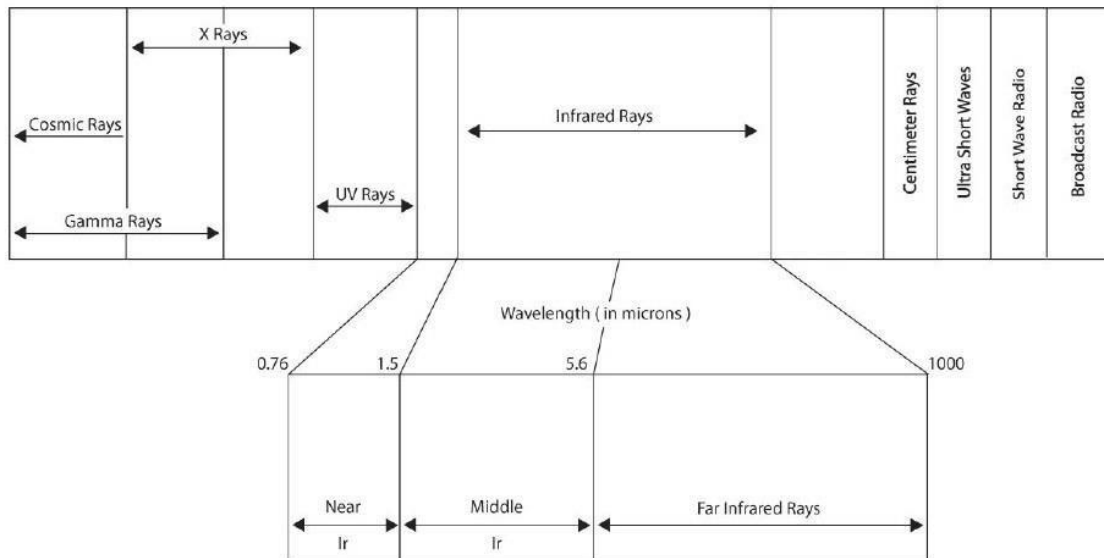 X Rays
Cosmic Rays
Infrared Rays
UV Rays
Gamma Rays
Centimeter Rays
Ultra Short Waves
Short Wave Radio
Broadcast Radio
Wavelength ( in microns )
0.76
1.5
5.6
1000
Near
Ir
Middle
ir
Far Infrared Rays